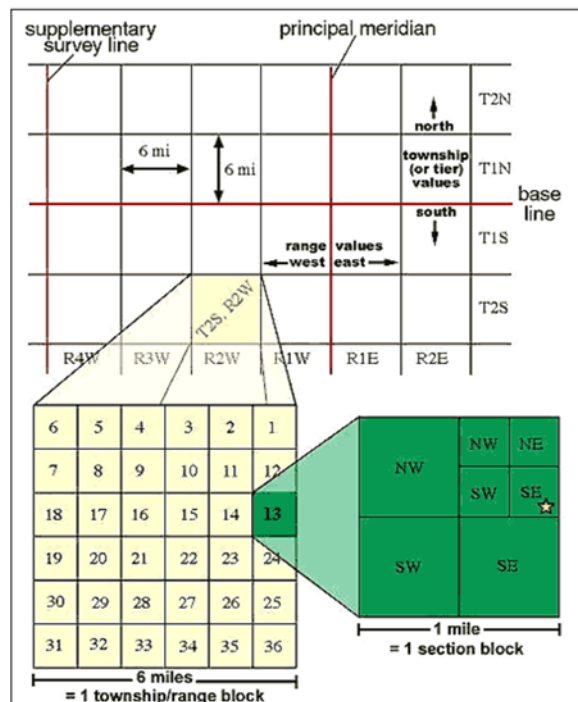 supplementary
survey line
principal meridian
T2N
north
6 mi
6 mi
township
(or tier)
values
T1N
base
line
south
range values
west east
T1S
T2S, R2W
T2S
R4W R3W R2W R1W R1E R2E
6 5 4 3 2 1
7 8 9 10 11 12
18 17 16 15 14 13
19 20 21 22 23 24
30 29 28 27 26 25
31 32 33 34 35 36
6 miles
= 1 township/range block
NW NW NE
SW SE
SW SE
1 mile
= 1 section block